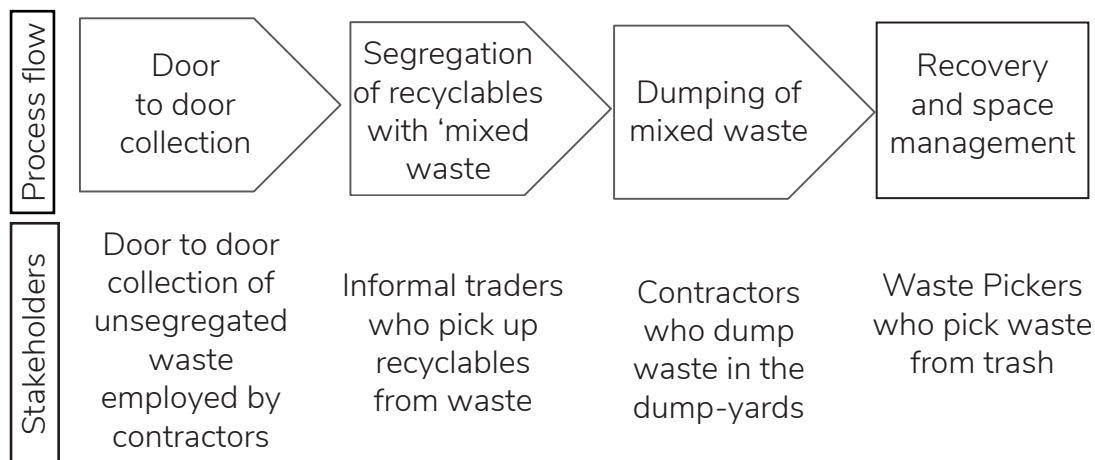 Process flow
Door
to door
collection
Segregation
of recyclables
with ‘mixed
waste
Dumping of
mixed waste
Recovery
and space
management
Stakeholders
Door to door
collection of
unsegregated
waste
employed by
contractors
Informal traders
who pick up
recyclables
from waste
Contractors
who dump
waste in the
dump-yards
Waste Pickers
who pick waste
from trash